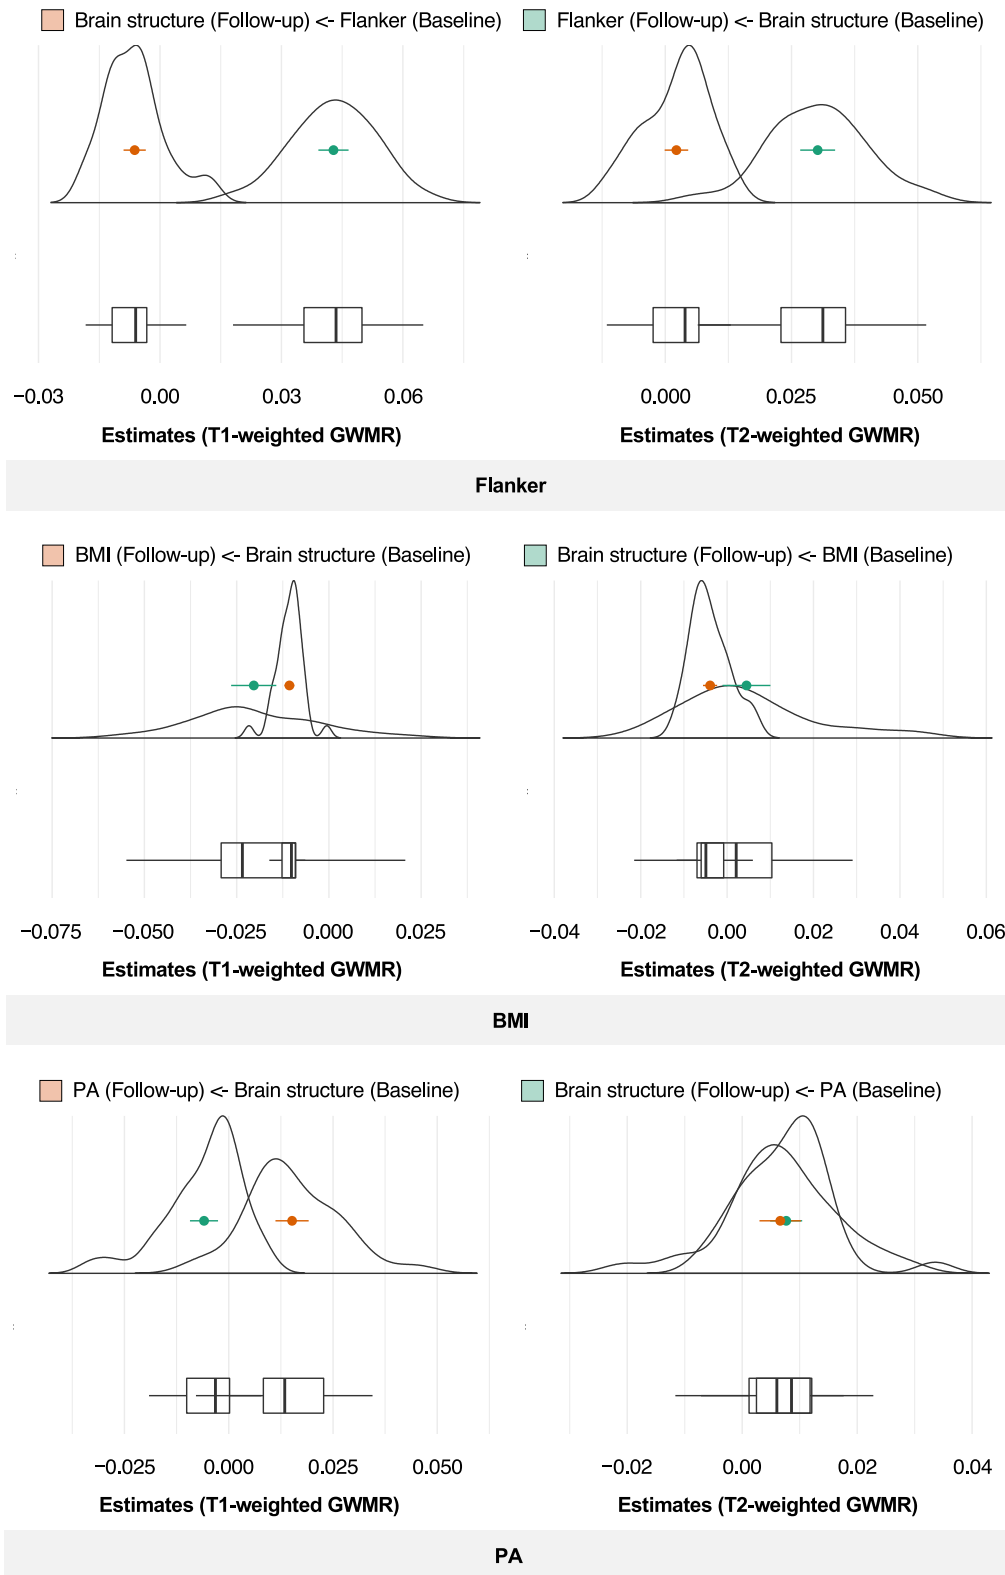 Brain structure (Follow-up) <- Flanker (Baseline) Flanker (Follow-up) <- Brain structure (Baseline)
−0.03 0.00 0.03 0.06 0.000 0.025 0.050
Estimates (T1-weighted GWMR) Estimates (T2-weighted GWMR)
Flanker
BMI (Follow-up) <- Brain structure (Baseline) Brain structure (Follow-up) <- BMI (Baseline)
−0.075 −0.050 −0.025 0.000 0.025 −0.04 −0.02 0.00 0.02 0.04 0.06
Estimates (T1-weighted GWMR) Estimates (T2-weighted GWMR)
BMI
PA (Follow-up) <- Brain structure (Baseline) Brain structure (Follow-up) <- PA (Baseline)
−0.025 0.000 0.025 0.050 −0.02 0.00 0.02 0.04
Estimates (T1-weighted GWMR) Estimates (T2-weighted GWMR)
PA